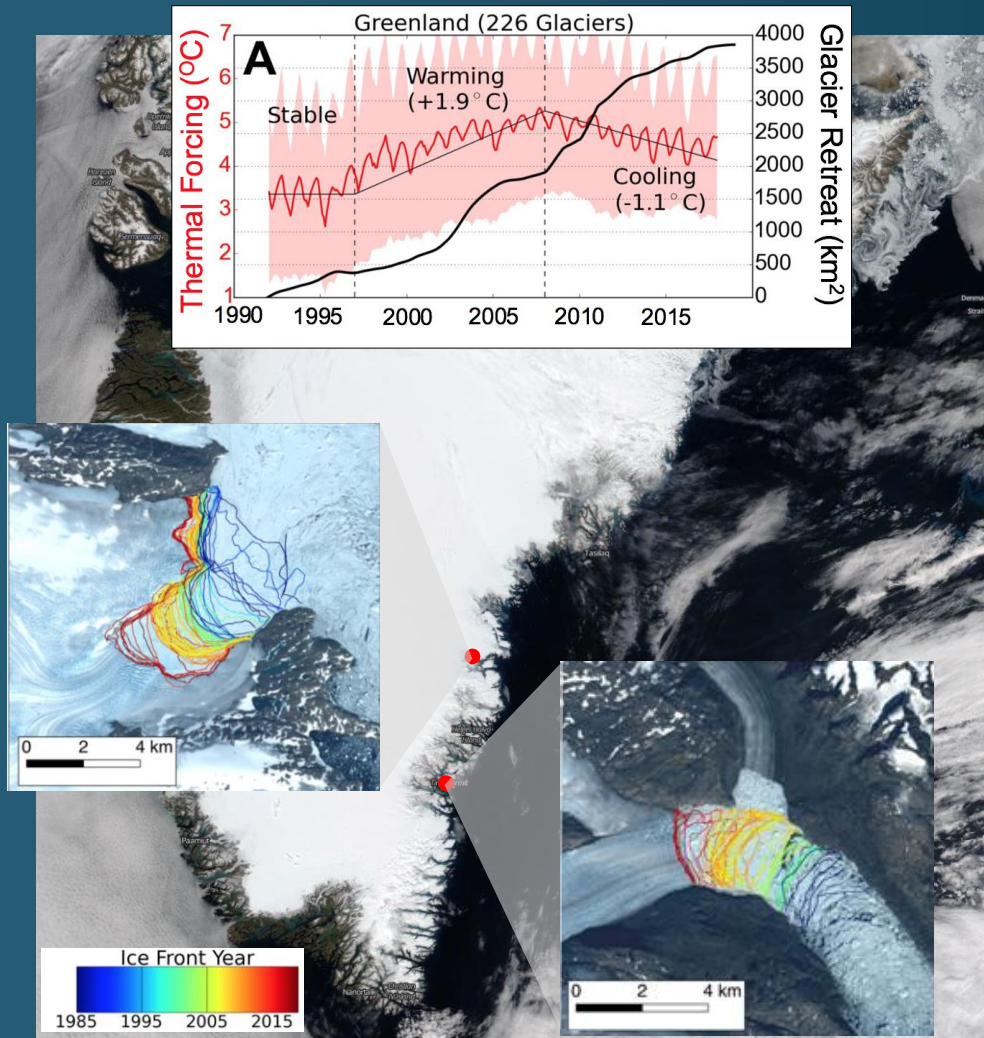 Greenland (226 Glaciers)
A
Thermal Forcing (°C)
Glacier Retreat (km²)
7
6
5
4
3
2
1
4000
3500
3000
2500
2000
1500
1000
500
0
Stable
Warming
(+1.9°C)
Cooling
(-1.1°C)
1990 1995 2000 2005 2010 2015
Tasiilaq
Paamiut
Nanortalik
0 2 4 km
0 2 4 km
Ice Front Year
1985 1995 2005 2015